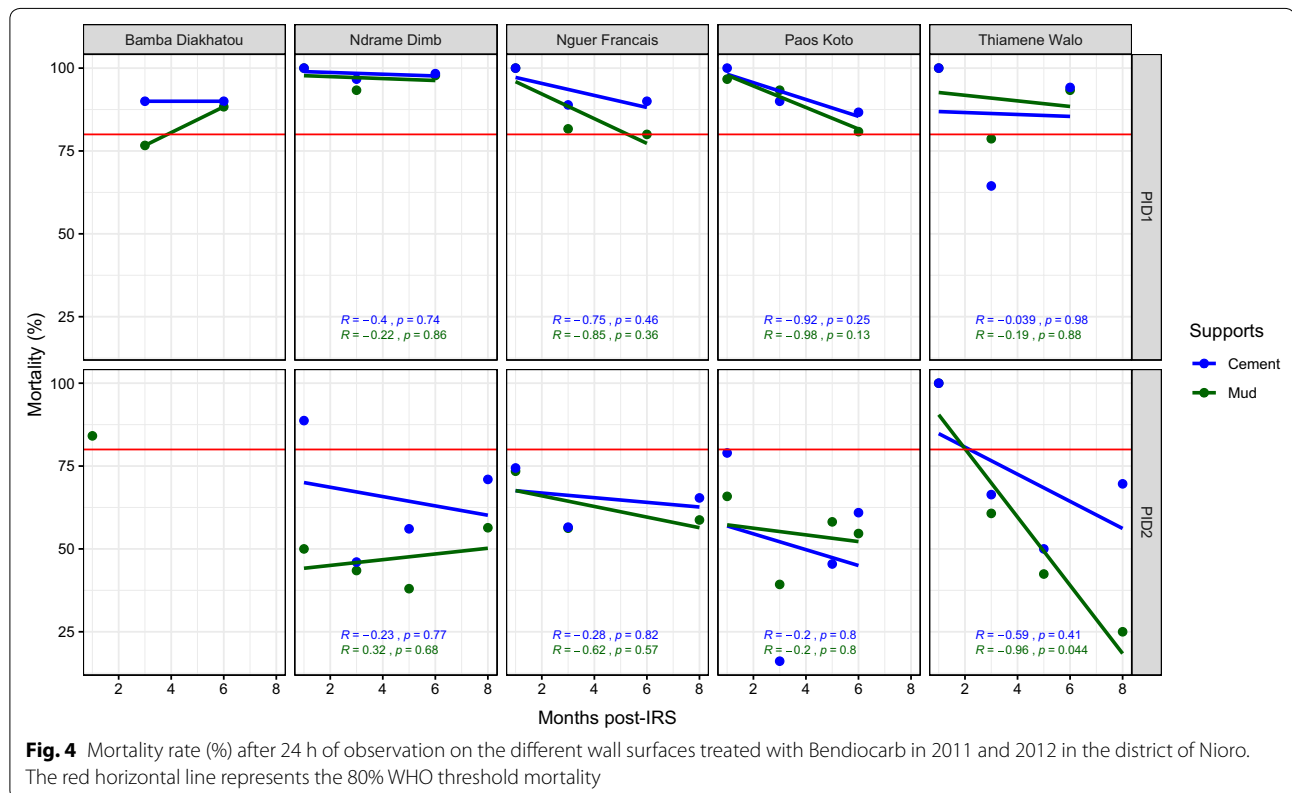 Bamba Diakhatou
Ndrame Dimb
Nguer Francais
Paos Koto
Thiamene Walo
100
75
50
25
R = −0.4 , p = 0.74
R = −0.22 , p = 0.86
R = −0.75 , p = 0.46
R = −0.85 , p = 0.36
R = −0.92 , p = 0.25
R = −0.98 , p = 0.13
R = −0.039 , p = 0.98
R = −0.19 , p = 0.88
PID1
Mortality (%)
Supports
Cement
Mud
100
75
50
25
R = −0.23 , p = 0.77
R = 0.32 , p = 0.68
R = −0.28 , p = 0.82
R = −0.62 , p = 0.57
R = −0.2 , p = 0.8
R = −0.2 , p = 0.8
R = −0.59 , p = 0.41
R = −0.96 , p = 0.044
PID2
2 4 6 8
2 4 6 8
2 4 6 8
2 4 6 8
2 4 6 8
Months post-IRS
Fig. 4 Mortality rate (%) after 24 h of observation on the different wall surfaces treated with Bendiocarb in 2011 and 2012 in the district of Nioro.
The red horizontal line represents the 80% WHO threshold mortality